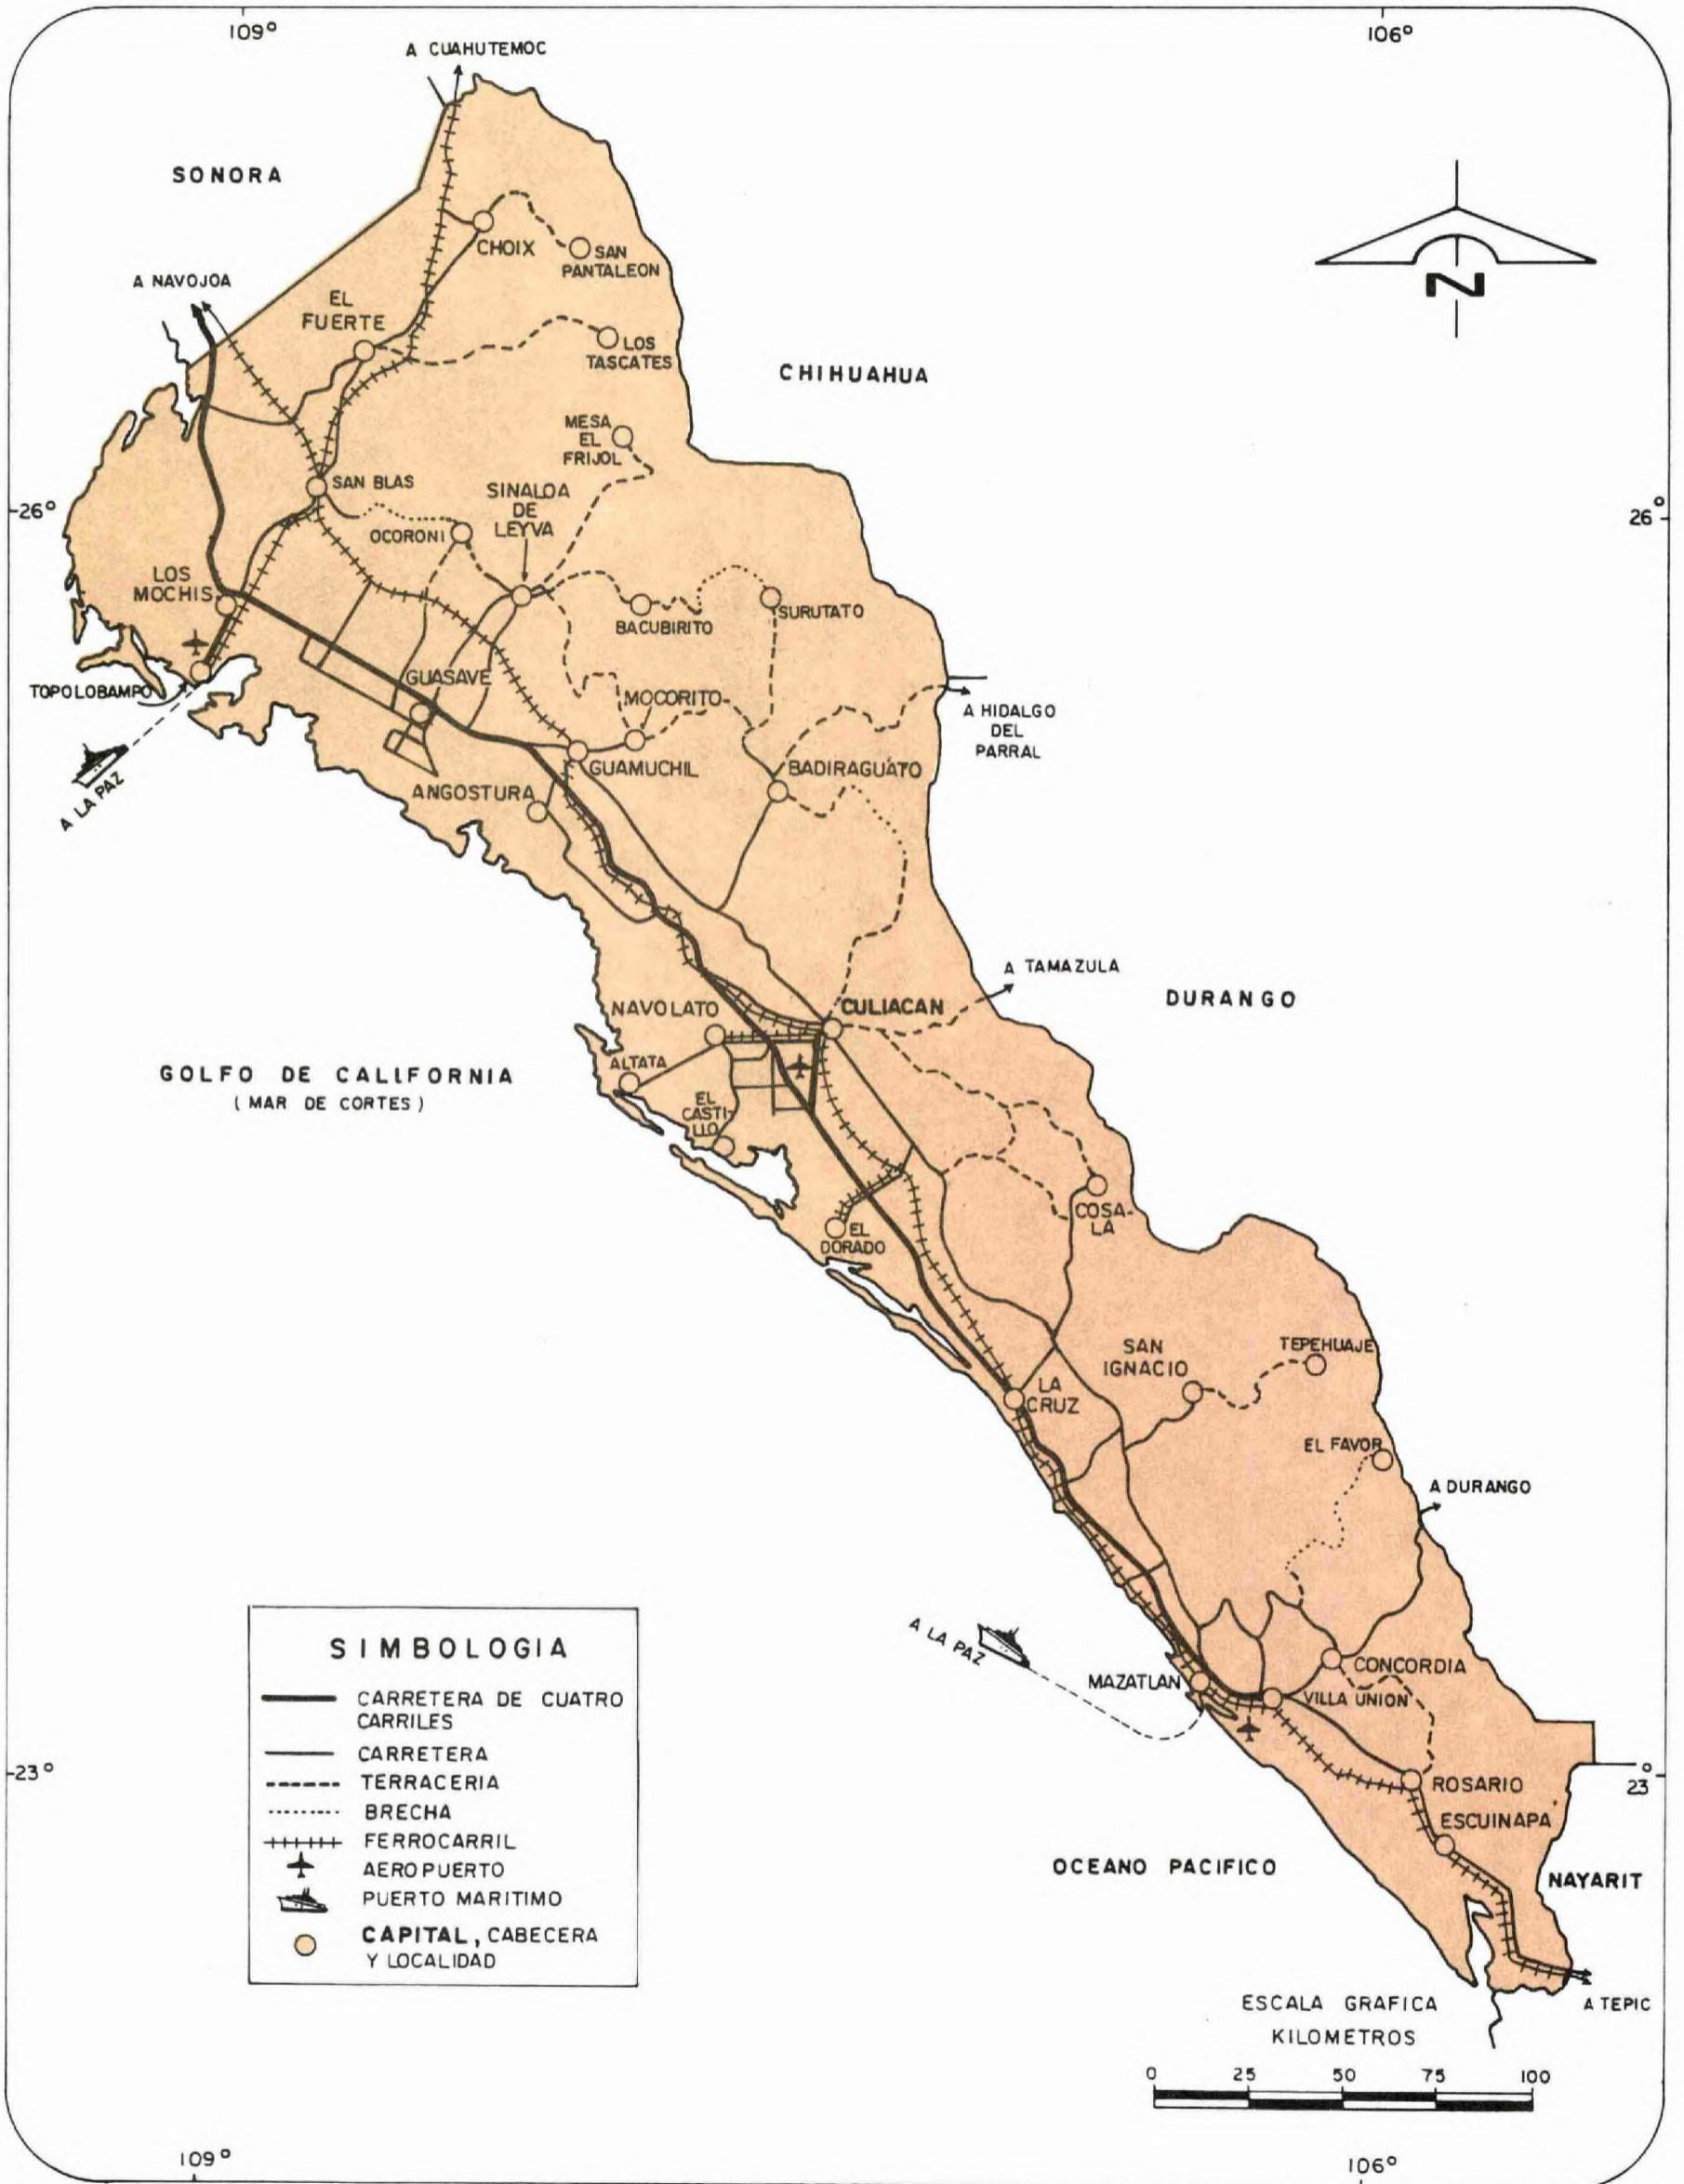 109°
106°
A CUAHUTEMOC
SONORA
CHOIX
SAN
PANTALEON
A NAVOJOA
EL
FUERTE
LOS
TASCATES
CHIHUAHUA
N
MESA
EL
FRIJOL
SAN BLAS
SINALOA
DE
LEYVA
26°
26°
OCORONI
LOS
MOCHIS
BACUBIRITO
SURUTATO
GUASAVE
TOPOLOBAMPO
MOCORITO
A HIDALGO
DEL
PARRAL
A LA PAZ
GUAMUCHIL
BADIRAGUATO
ANGOSTURA
A TAMAZULA
DURANGO
NAVOLATO
CULIACAN
ALTATA
GOLFO DE CALIFORNIA
(MAR DE CORTES)
EL
CASTI-
LLO
COSA-
LA
EL
DORADO
SAN
IGNACIO
TEPEHUAJE
LA
CRUZ
EL FAVOR
A DURANGO
A LA PAZ
CONCORDIA
MAZATLAN
VILLA UNION
23°
23°
ROSARIO
ESCUINAPA
OCEANO PACIFICO
NAYARIT
A TEPIC
SIMBOLOGIA
CARRETERA DE CUATRO
CARRILES
CARRETERA
TERRACERIA
BRECHA
FERROCARRIL
AEROPUERTO
PUERTO MARITIMO
CAPITAL, CABECERA
Y LOCALIDAD
ESCALA GRAFICA
KILOMETROS
0 25 50 75 100
109°
106°